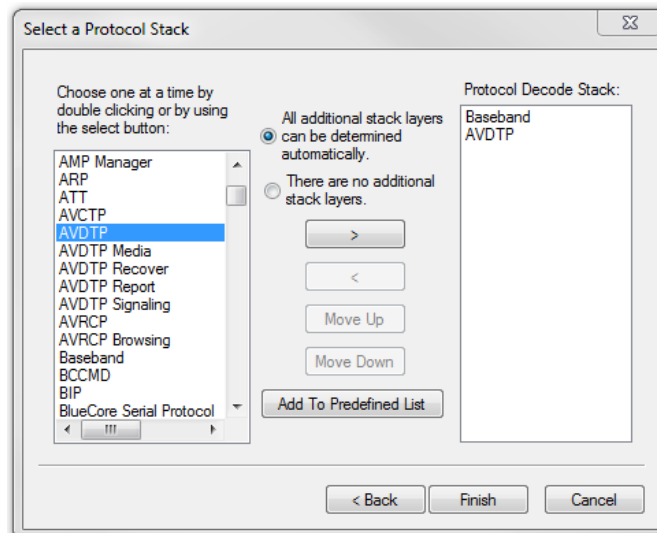 Select a Protocol Stack
Choose one at a time by
double clicking or by using
the select button:
AMP Manager
ARP
ATT
AVCTP
AVDTP
AVDTP Media
AVDTP Recover
AVDTP Report
AVDTP Signaling
AVRCP
AVRCP Browsing
Baseband
BCCMD
BIP
BlueCore Serial Protocol
All additional stack layers
can be determined
automatically.
There are no additional
stack layers.
>
<
Move Up
Move Down
Add To Predefined List
Protocol Decode Stack:
Baseband
AVDTP
< Back
Finish
Cancel